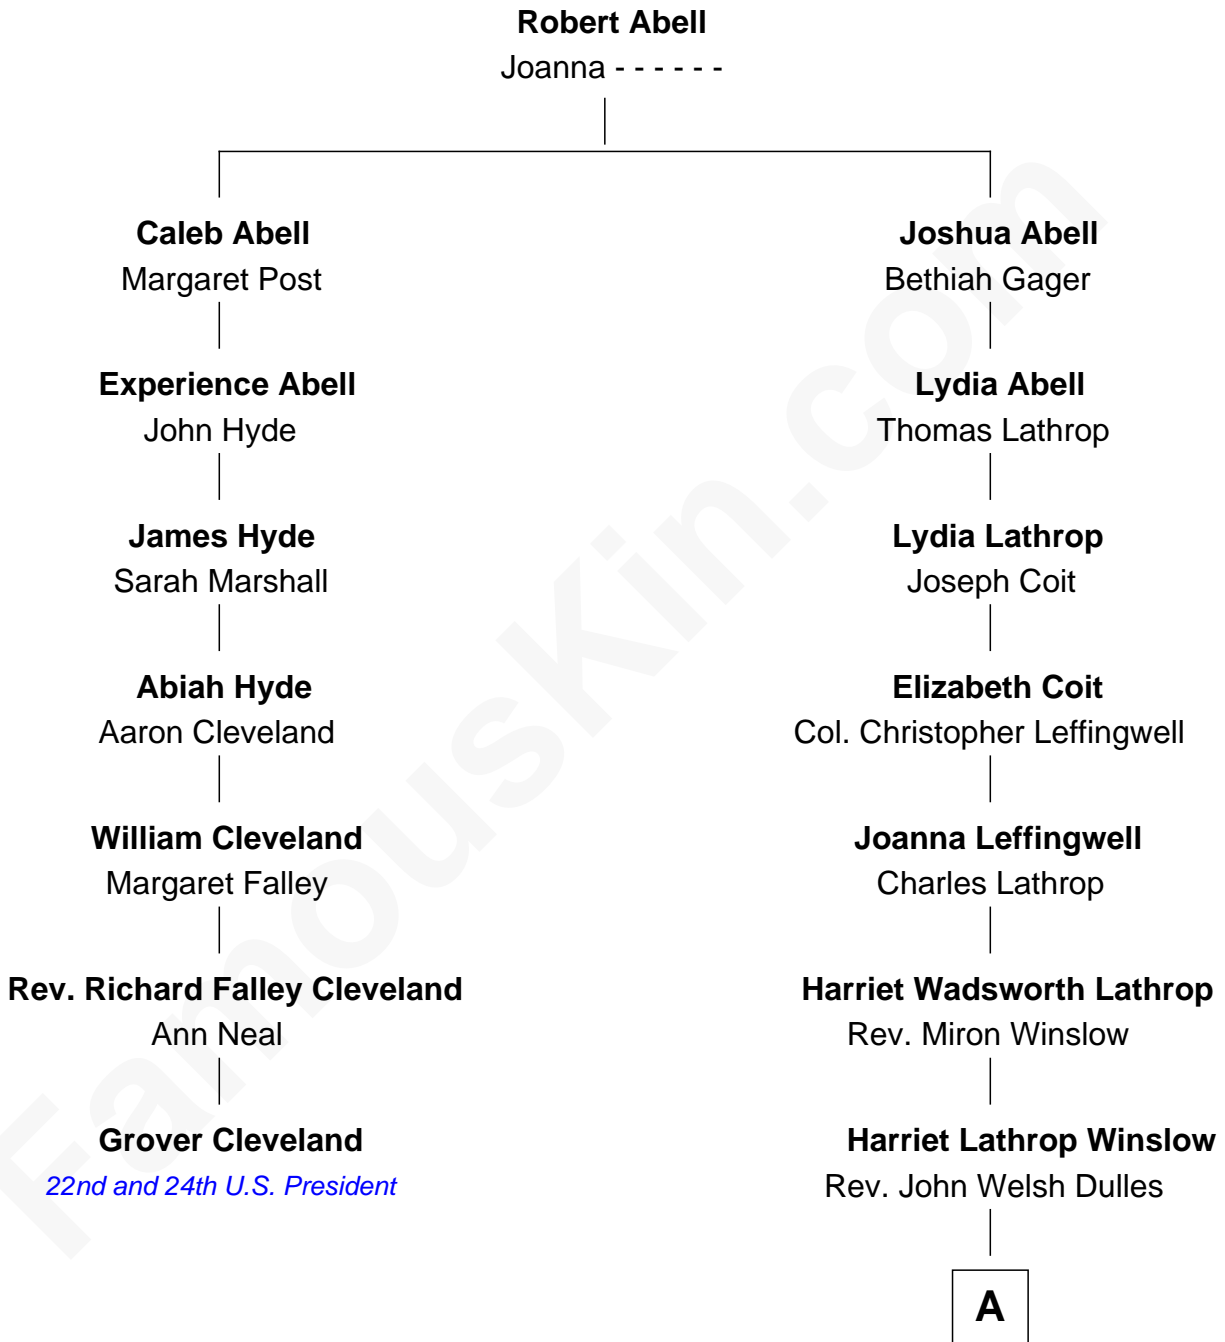 Robert Abell
Joanna - - - - - -
Caleb Abell
Margaret Post
Experience Abell
John Hyde
James Hyde
Sarah Marshall
Abiah Hyde
Aaron Cleveland
William Cleveland
Margaret Falley
Rev. Richard Falley Cleveland
Ann Neal
Grover Cleveland
22nd and 24th U.S. President
Joshua Abell
Bethiah Gager
Lydia Abell
Thomas Lathrop
Lydia Lathrop
Joseph Coit
Elizabeth Coit
Col. Christopher Leffingwell
Joanna Leffingwell
Charles Lathrop
Harriet Wadsworth Lathrop
Rev. Miron Winslow
Harriet Lathrop Winslow
Rev. John Welsh Dulles
A
FamousKin.com